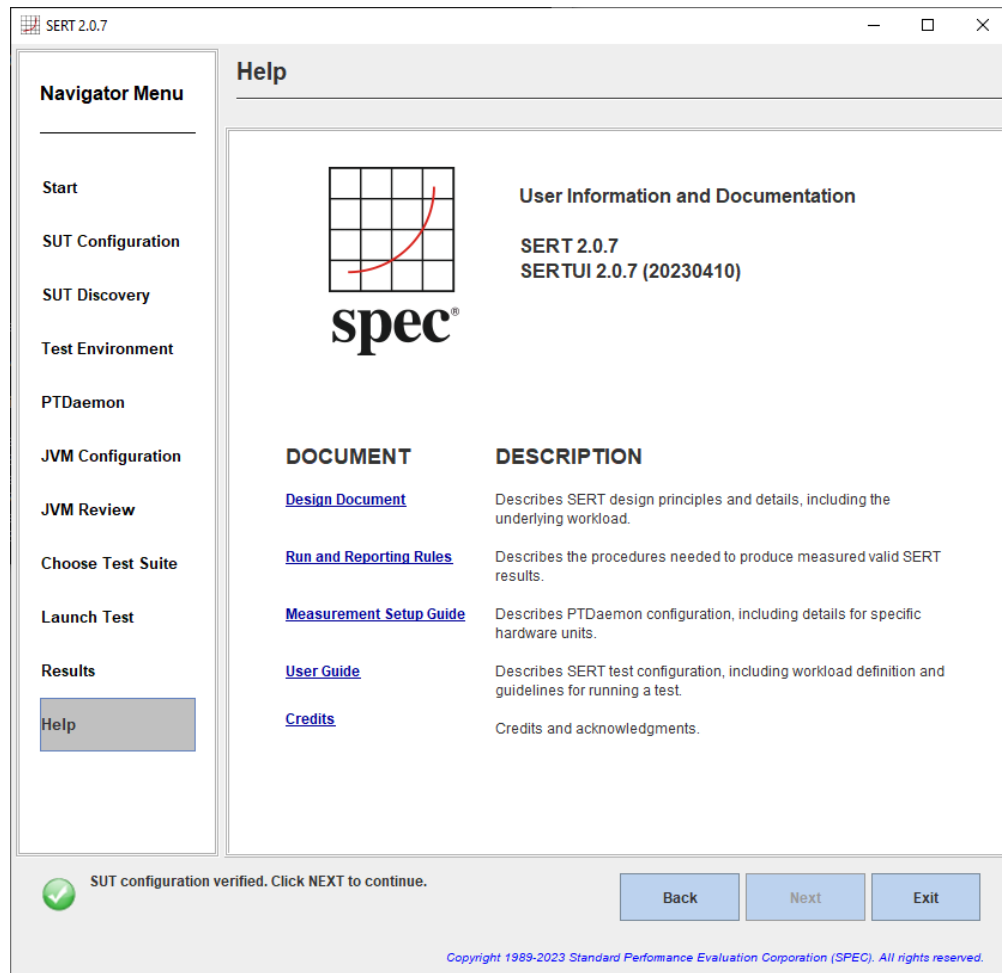 SERT 2.0.7
Help
Navigator Menu
Start
SUT Configuration
SUT Discovery
Test Environment
PTDaemon
JVM Configuration
JVM Review
Choose Test Suite
Launch Test
Results
Help
spec®
User Information and Documentation
SERT 2.0.7
SERTUI 2.0.7 (20230410)
DOCUMENT DESCRIPTION
Design Document Describes SERT design principles and details, including the
underlying workload.
Run and Reporting Rules Describes the procedures needed to produce measured valid SERT
results.
Measurement Setup Guide Describes PTDaemon configuration, including details for specific
hardware units.
User Guide Describes SERT test configuration, including workload definition and
guidelines for running a test.
Credits Credits and acknowledgments.
SUT configuration verified. Click NEXT to continue.
Back Next Exit
Copyright 1989-2023 Standard Performance Evaluation Corporation (SPEC). All rights reserved.